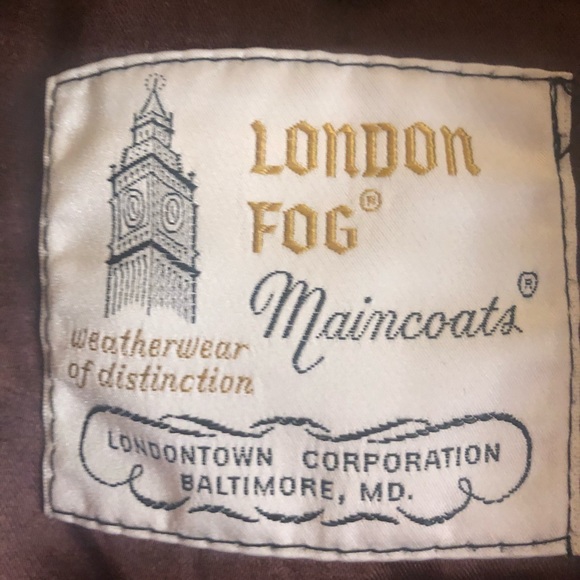 LONDON
FOG®
Maincoats®
weatherwear
of distinction
LONDONTOWN CORPORATION
BALTIMORE, MD.